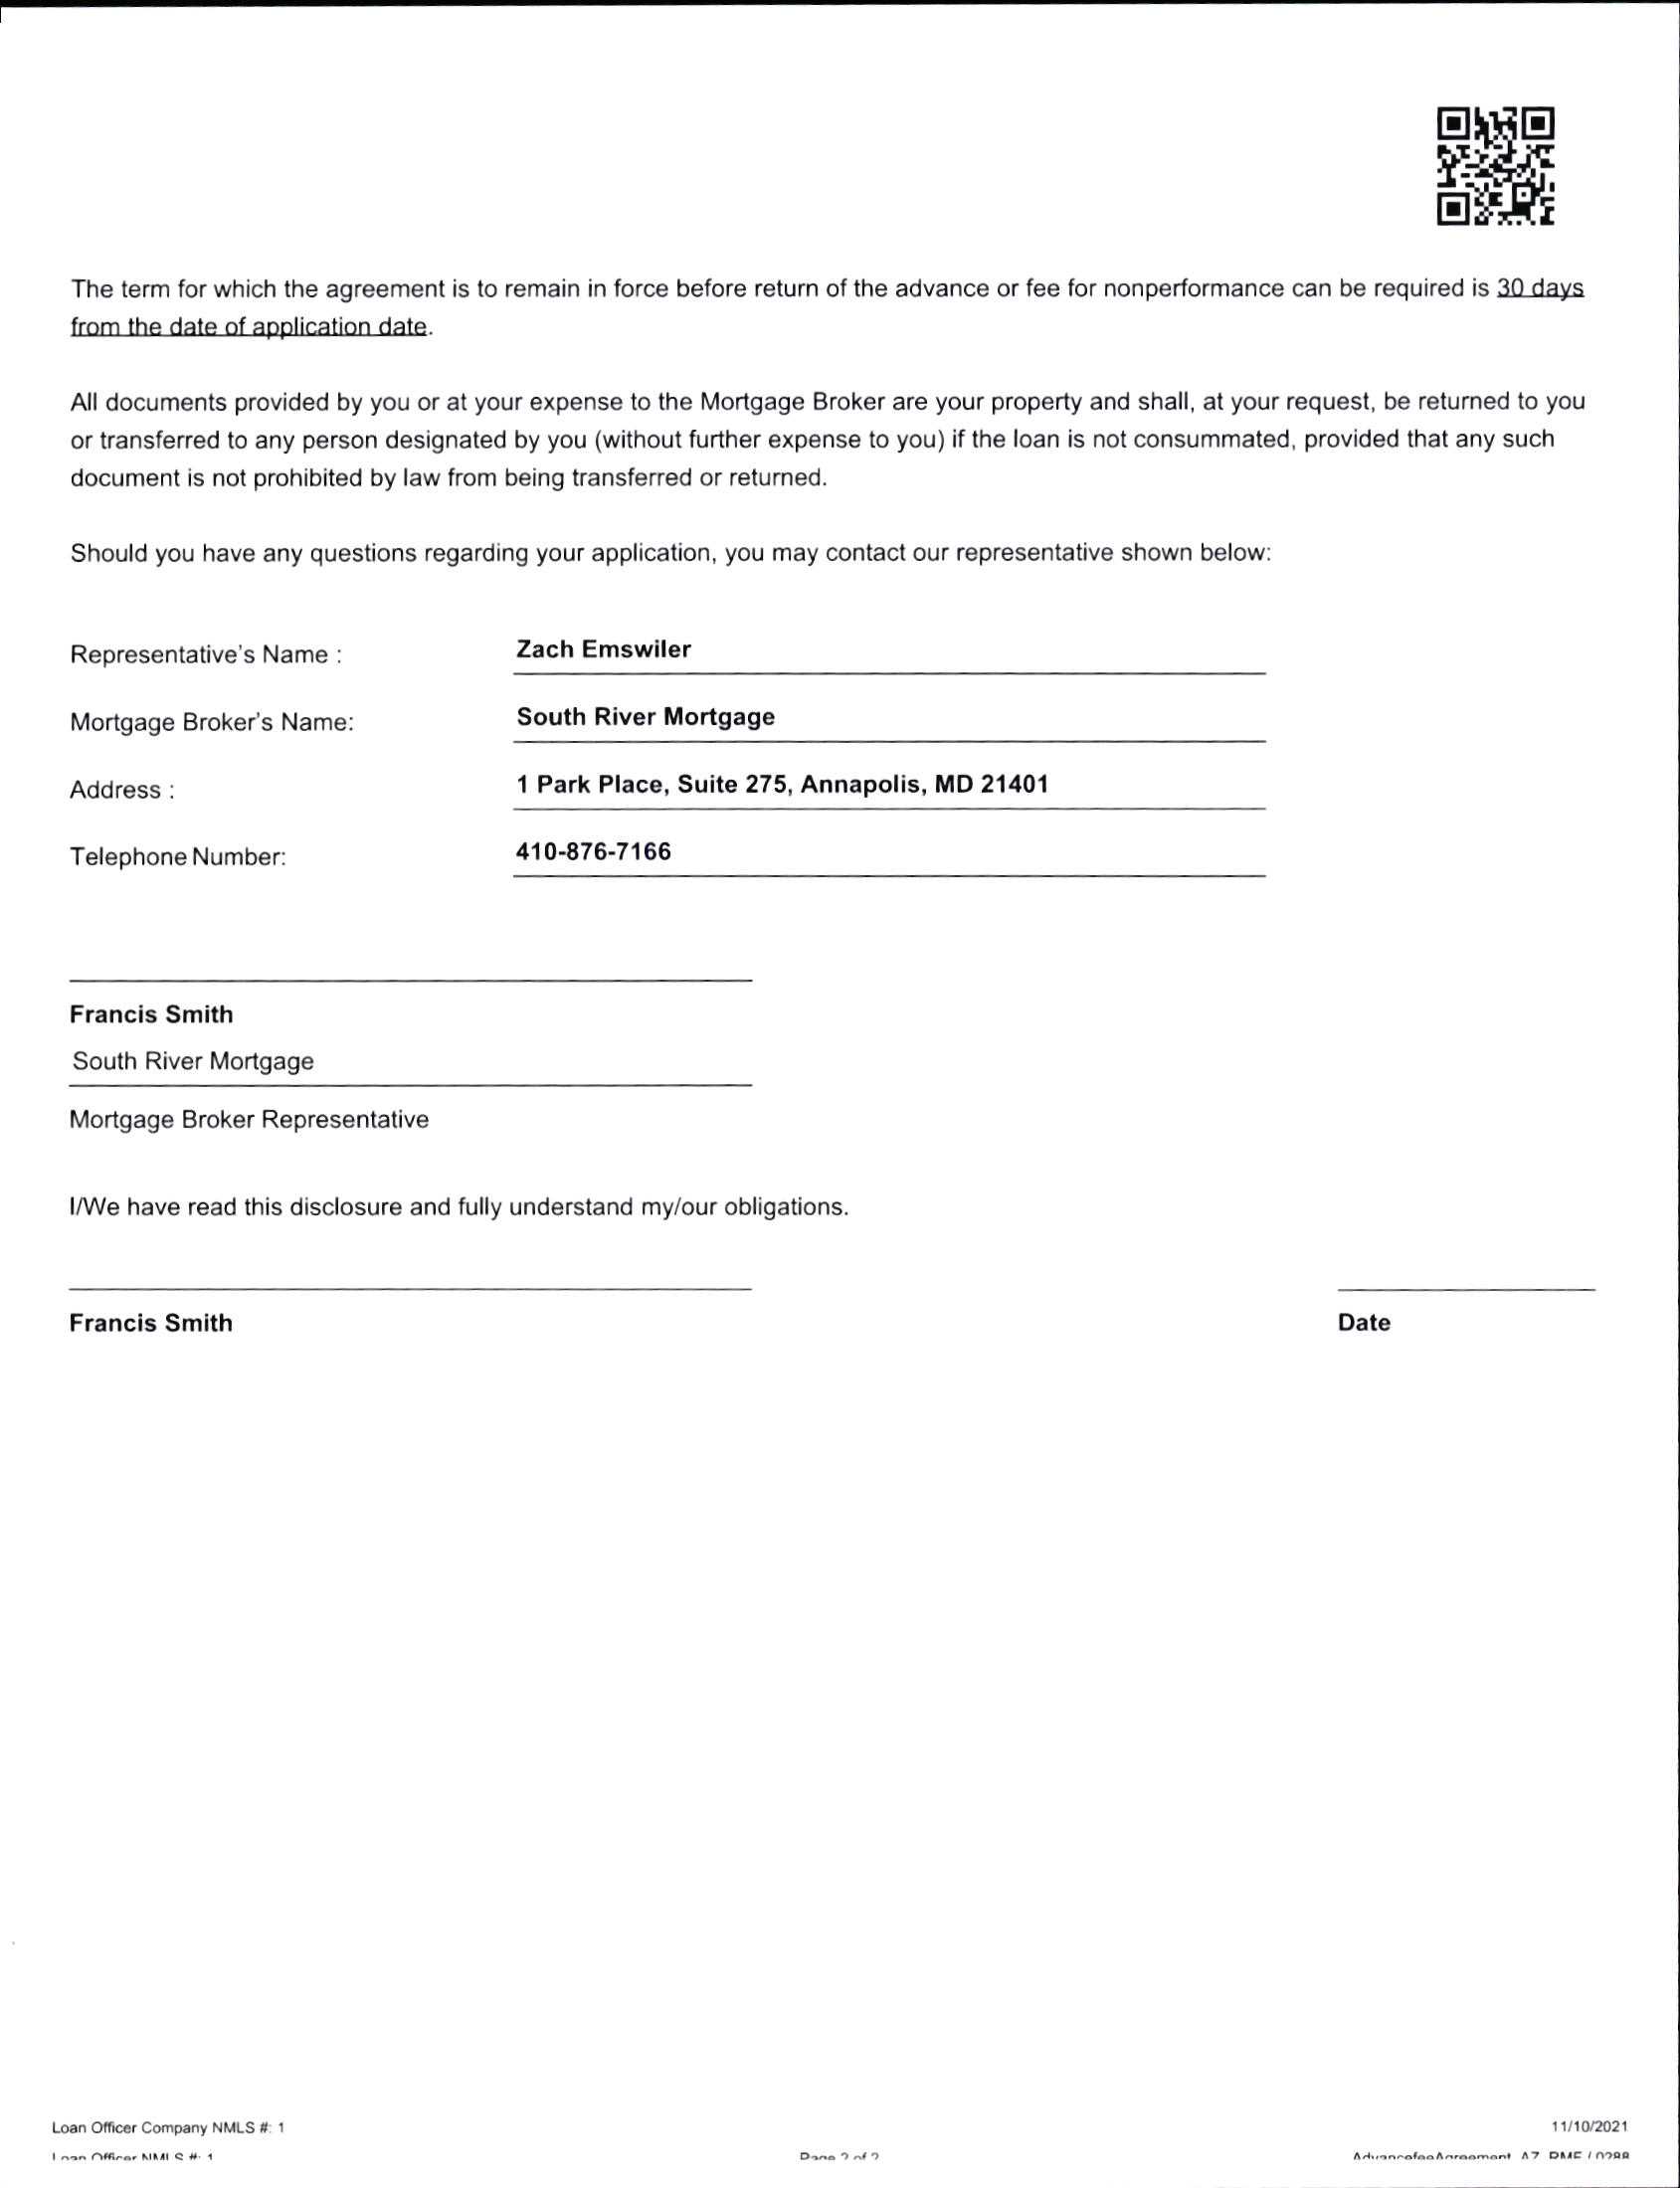 The term for which the agreement is to remain in force before return of the advance or fee for nonperformance can be required is 30 days
from the date of application date.
All documents provided by you or at your expense to the Mortgage Broker are your property and shall, at your request, be returned to you
or transferred to any person designated by you (without further expense to you) if the loan is not consummated, provided that any such
document is not prohibited by law from being transferred or returned.
Should you have any questions regarding your application, you may contact our representative shown below:
Representative's Name : Zach Emswiler
Mortgage Broker's Name: South River Mortgage
Address : 1 Park Place, Suite 275, Annapolis, MD 21401
Telephone Number: 410-876-7166
Francis Smith
South River Mortgage
Mortgage Broker Representative
I/We have read this disclosure and fully understand my/our obligations.
Francis Smith Date
Loan Officer Company NMLS #: 1 11/10/2021
Loan Officer NMLS #: 1 Page 2 of 2 AdvancefeeAgreement